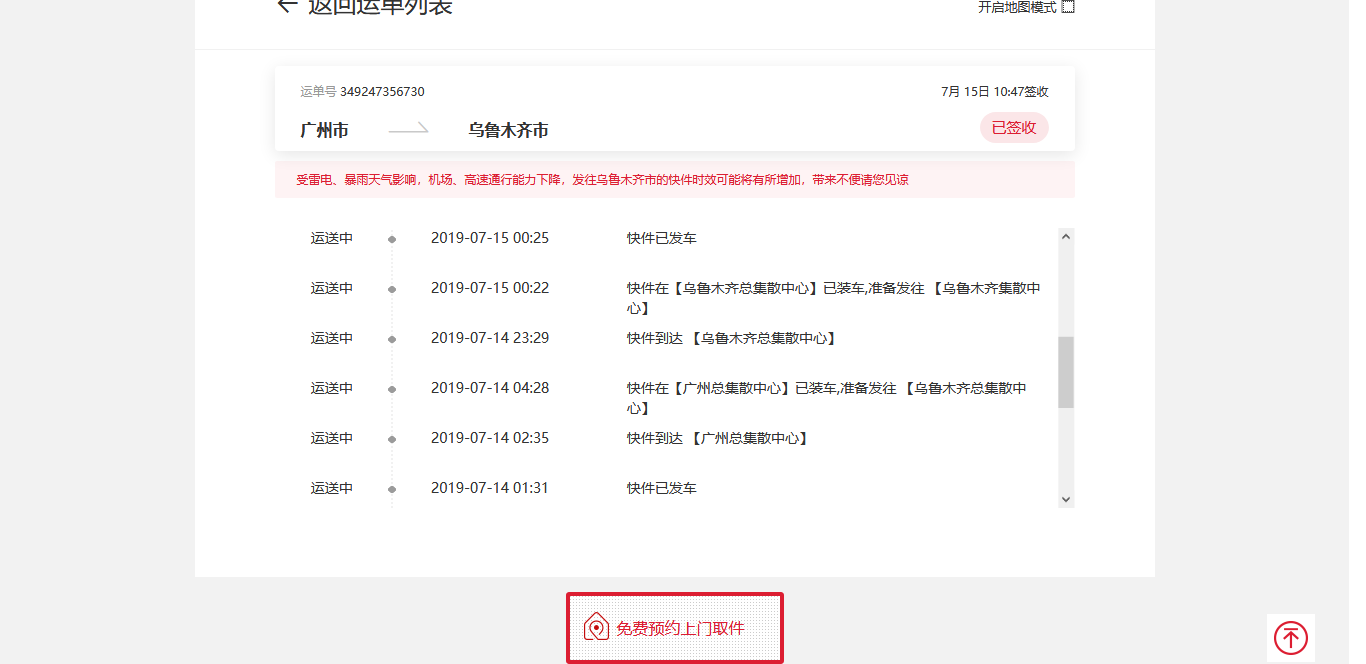 返回运单列表
开启地图模式
运单号 349247356730
7月 15日 10:47签收
广州市
乌鲁木齐市
已签收
受雷电、暴雨天气影响，机场、高速通行能力下降，发往乌鲁木齐市的快件时效可能将有所增加，带来不便请您见谅
运送中 2019-07-15 00:25 快件已发车
运送中 2019-07-15 00:22 快件在【乌鲁木齐总集散中心】已装车,准备发往 【乌鲁木齐集散中
心】
运送中 2019-07-14 23:29 快件到达 【乌鲁木齐总集散中心】
运送中 2019-07-14 04:28 快件在【广州总集散中心】已装车,准备发往 【乌鲁木齐总集散中
心】
运送中 2019-07-14 02:35 快件到达 【广州总集散中心】
运送中 2019-07-14 01:31 快件已发车
免费预约上门取件